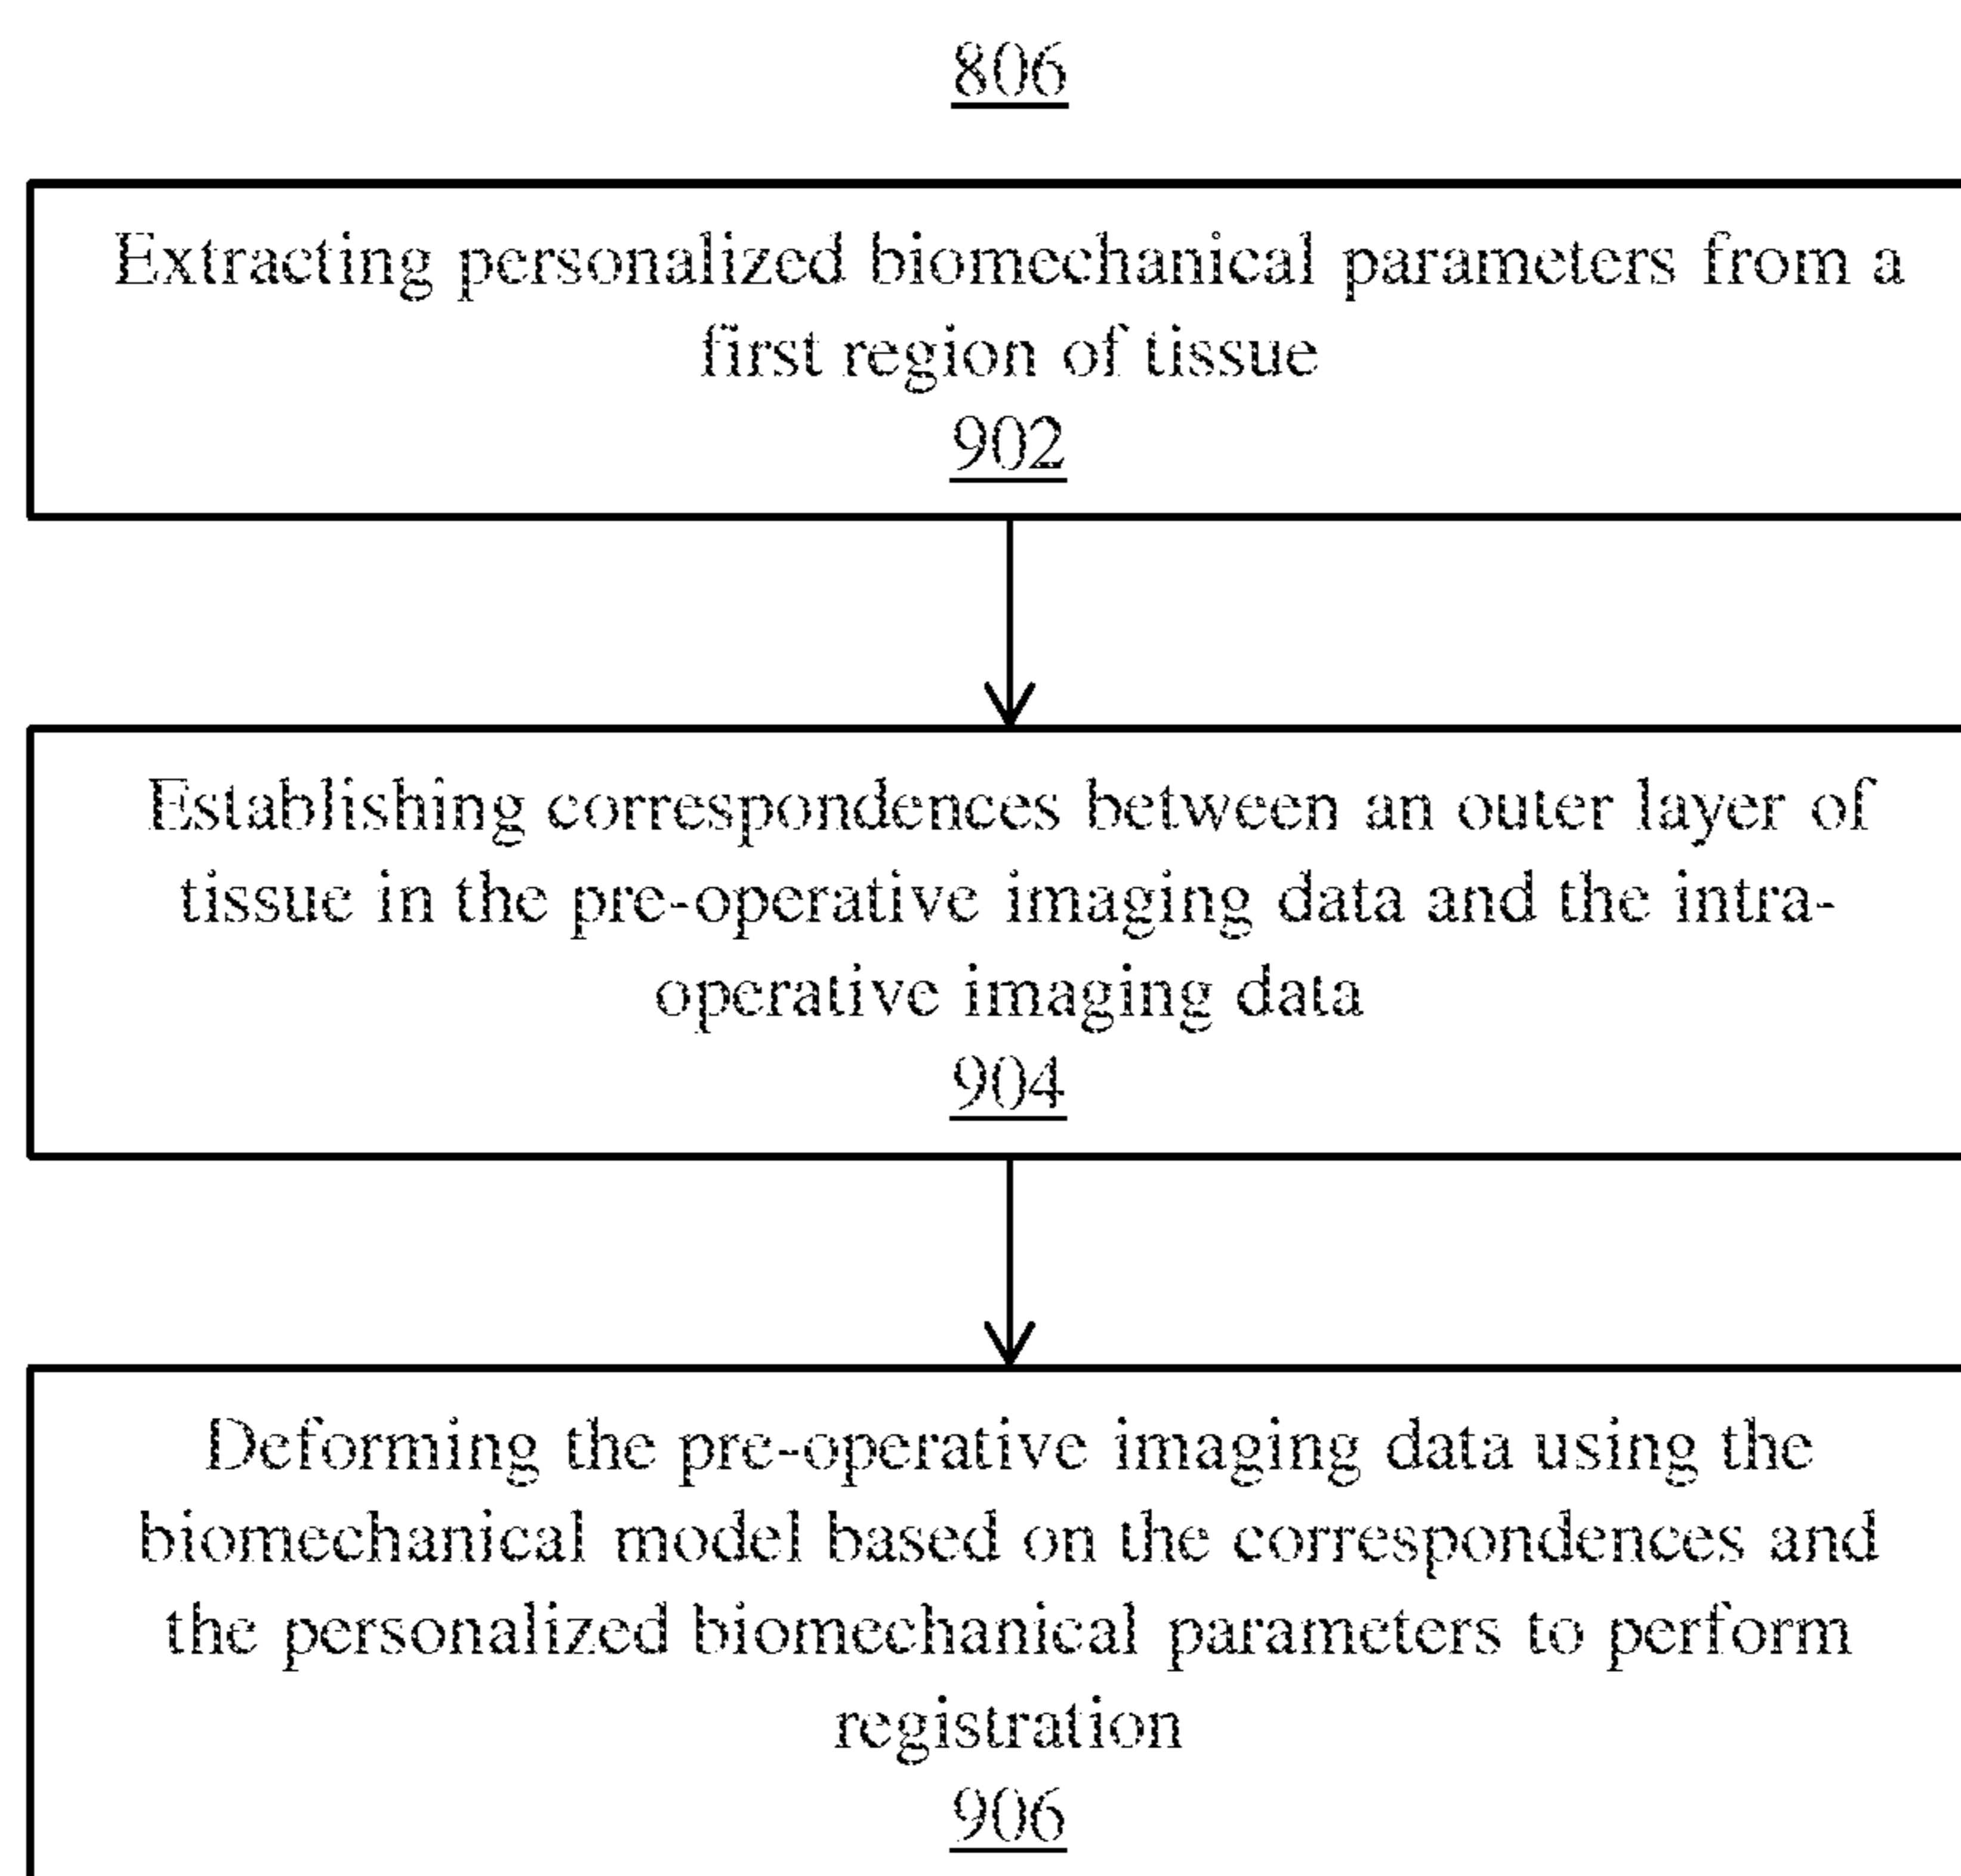 806
Extracting personalized biomechanical parameters from a
first region of tissue
902
Establishing correspondences between an outer layer of
tissue in the pre-operative imaging data and the intra-
operative imaging data
904
Deforming the pre-operative imaging data using the
biomechanical model based on the correspondences and
the personalized biomechanical parameters to perform
registration
906